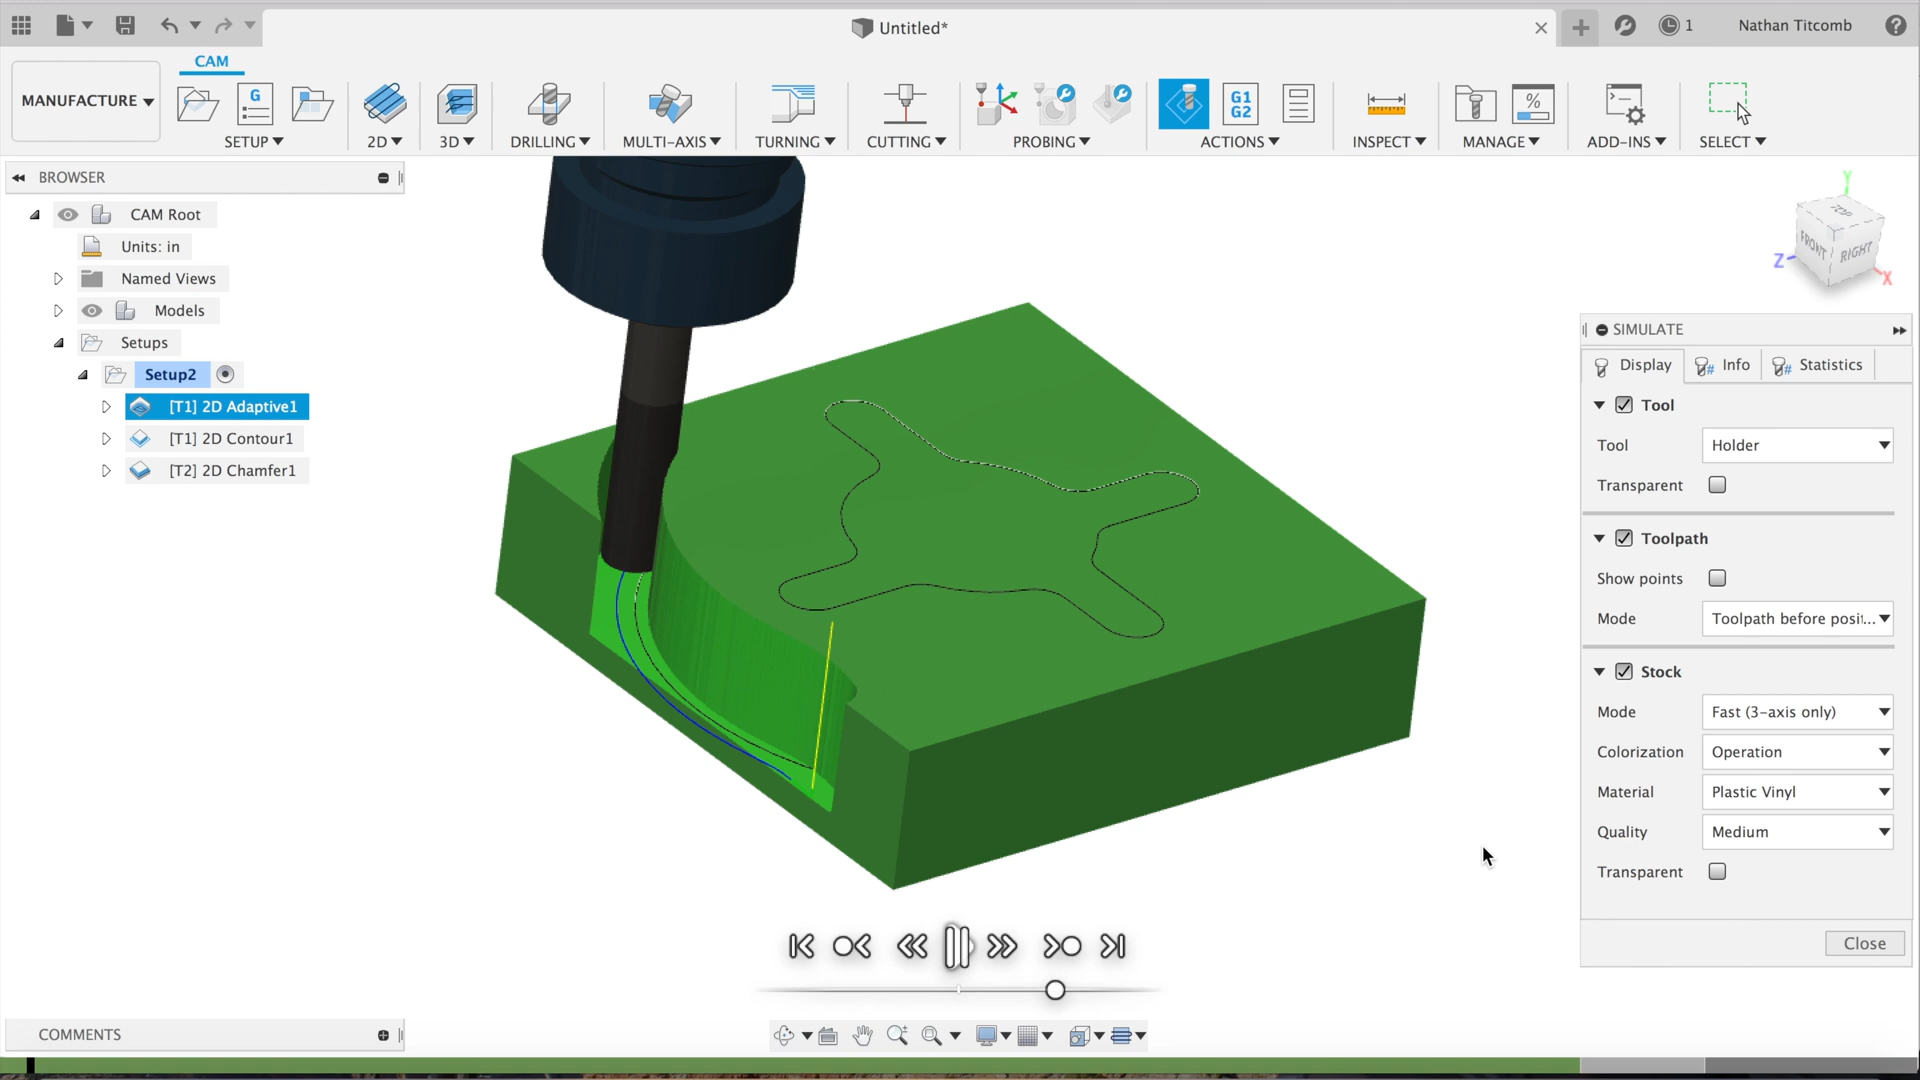 Untitled*
1
Nathan Titcomb
CAM
MANUFACTURE
G
G1
G2
%
SETUP
2D
3D
DRILLING
MULTI-AXIS
TURNING
CUTTING
PROBING
ACTIONS
INSPECT
MANAGE
ADD-INS
SELECT
BROWSER
CAM Root
Units: in
Named Views
Models
Setups
Setup2
[T1] 2D Adaptive1
[T1] 2D Contour1
[T2] 2D Chamfer1
Y
TOP
FRONT
RIGHT
Z
X
SIMULATE
Display
Info
Statistics
Tool
Tool
Holder
Transparent
Toolpath
Show points
Mode
Toolpath before posi...
Stock
Mode
Fast (3-axis only)
Colorization
Operation
Material
Plastic Vinyl
Quality
Medium
Transparent
Close
COMMENTS